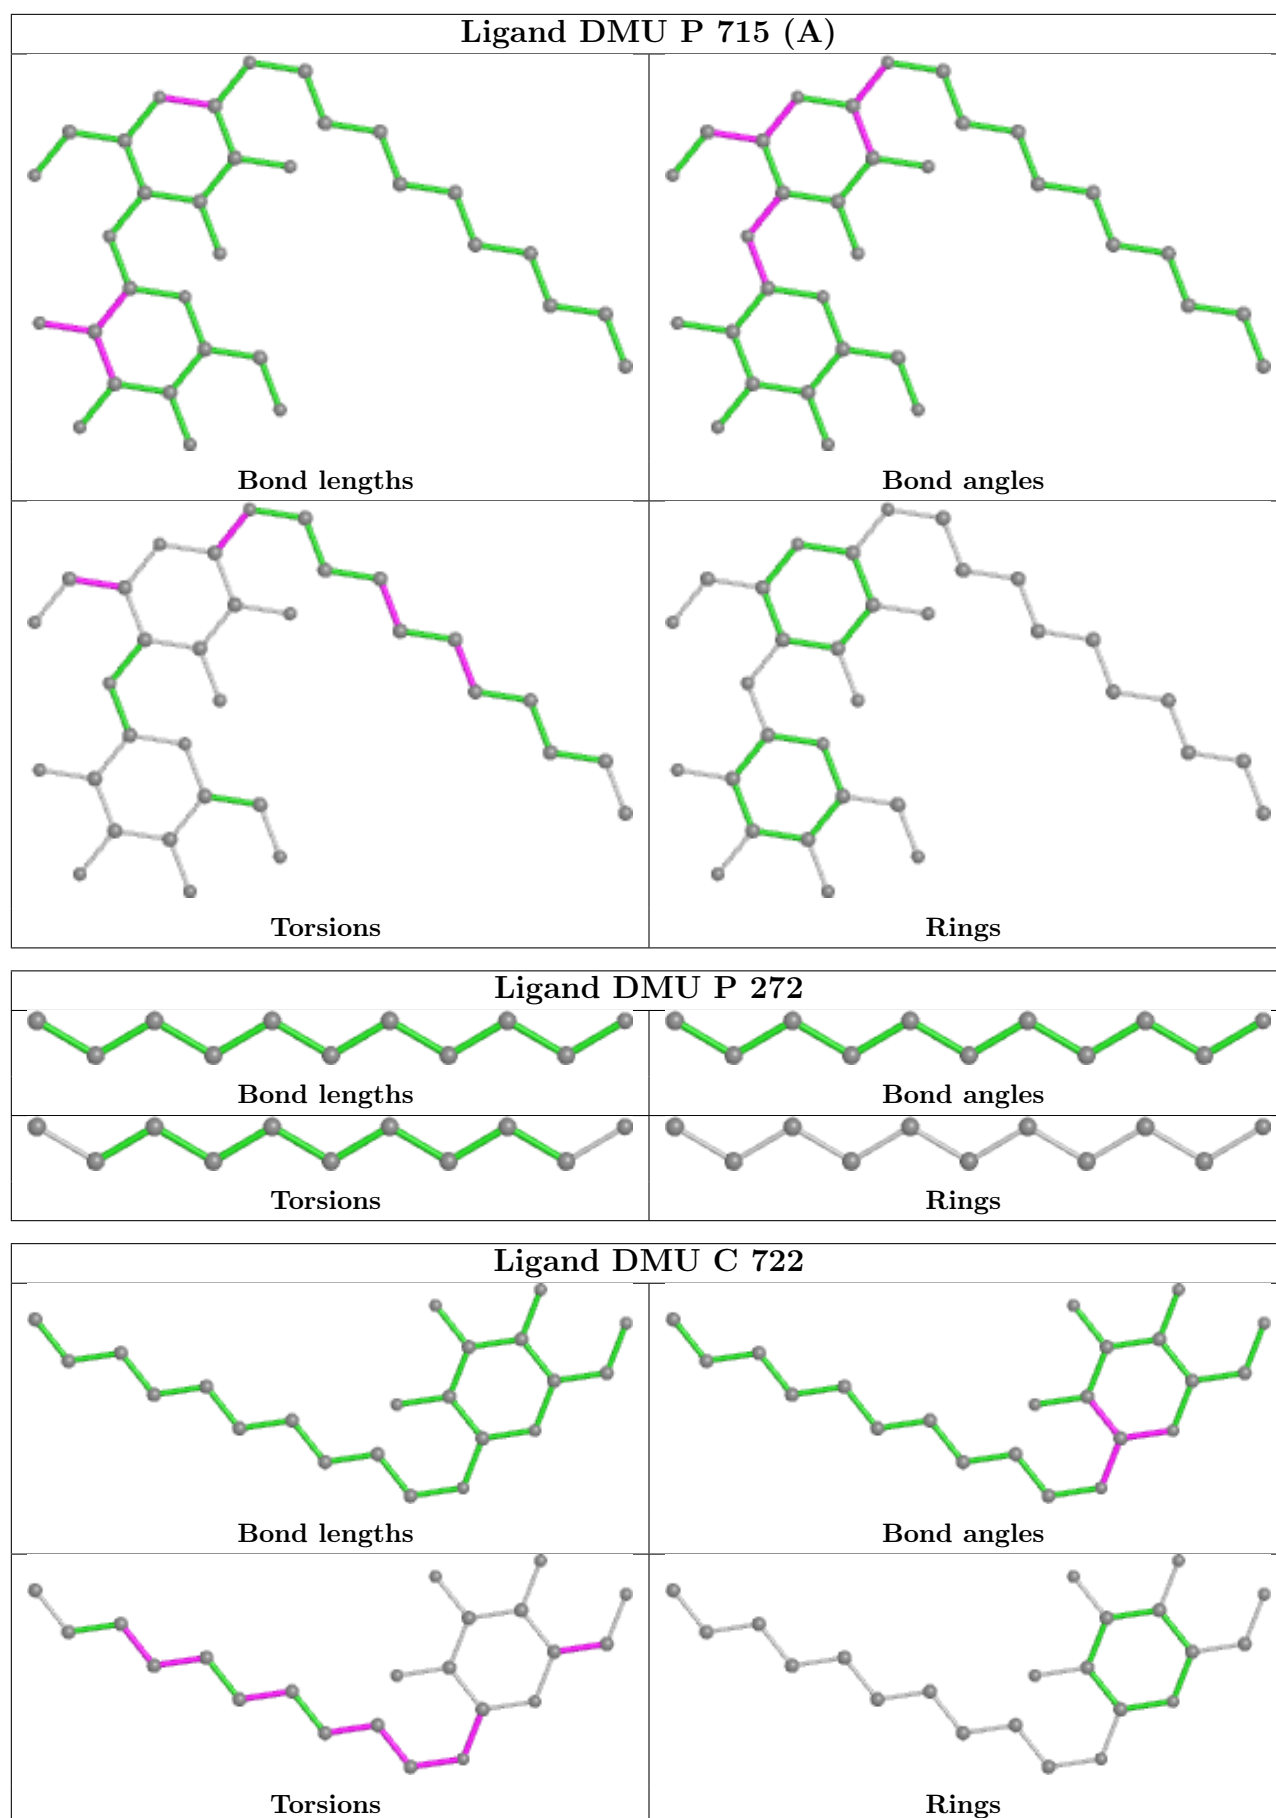 Ligand DMU P 715 (A)
Bond lengths
Bond angles
Torsions
Rings
Ligand DMU P 272
Bond lengths
Bond angles
Torsions
Rings
Ligand DMU C 722
Bond lengths
Bond angles
Torsions
Rings